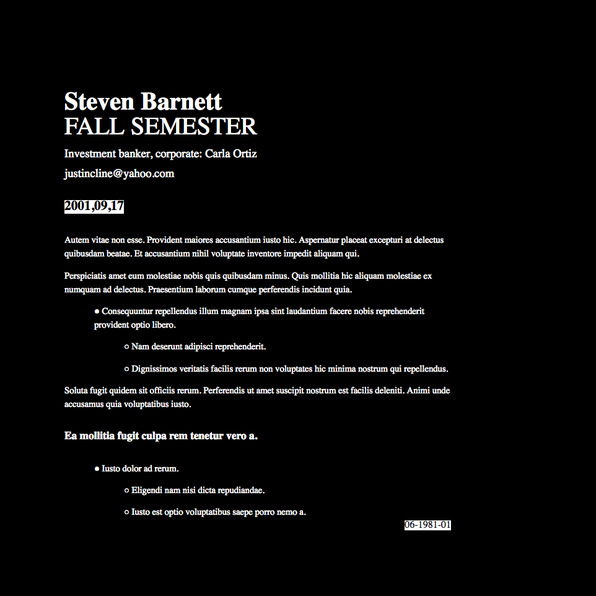 Steven Barnett
FALL SEMESTER
Investment banker, corporate: Carla Ortiz
justincline@yahoo.com
2001,09,17
Autem vitae non esse. Provident maiores accusantium iusto hic. Aspernatur placeat excepturi at delectus
quibusdam beatae. Et accusantium nihil voluptate inventore impedit aliquam qui.
Perspiciatis amet eum molestiae nobis quis quibusdam minus. Quis mollitia hic aliquam molestiae ex
numquam ad delectus. Praesentium laborum cumque perferendis incidunt quia.
● Consequuntur repellendus illum magnam ipsa sint laudantium facere nobis reprehenderit
provident optio libero.
○ Nam deserunt adipisci reprehenderit.
○ Dignissimos veritatis facilis rerum non voluptates hic minima nostrum qui repellendus.
Soluta fugit quidem sit officiis rerum. Perferendis ut amet suscipit nostrum est facilis deleniti. Animi unde
accusamus quia voluptatibus iusto.
Ea mollitia fugit culpa rem tenetur vero a.
● Iusto dolor ad rerum.
○ Eligendi nam nisi dicta repudiandae.
○ Iusto est optio voluptatibus saepe porro nemo a.
06-1981-01